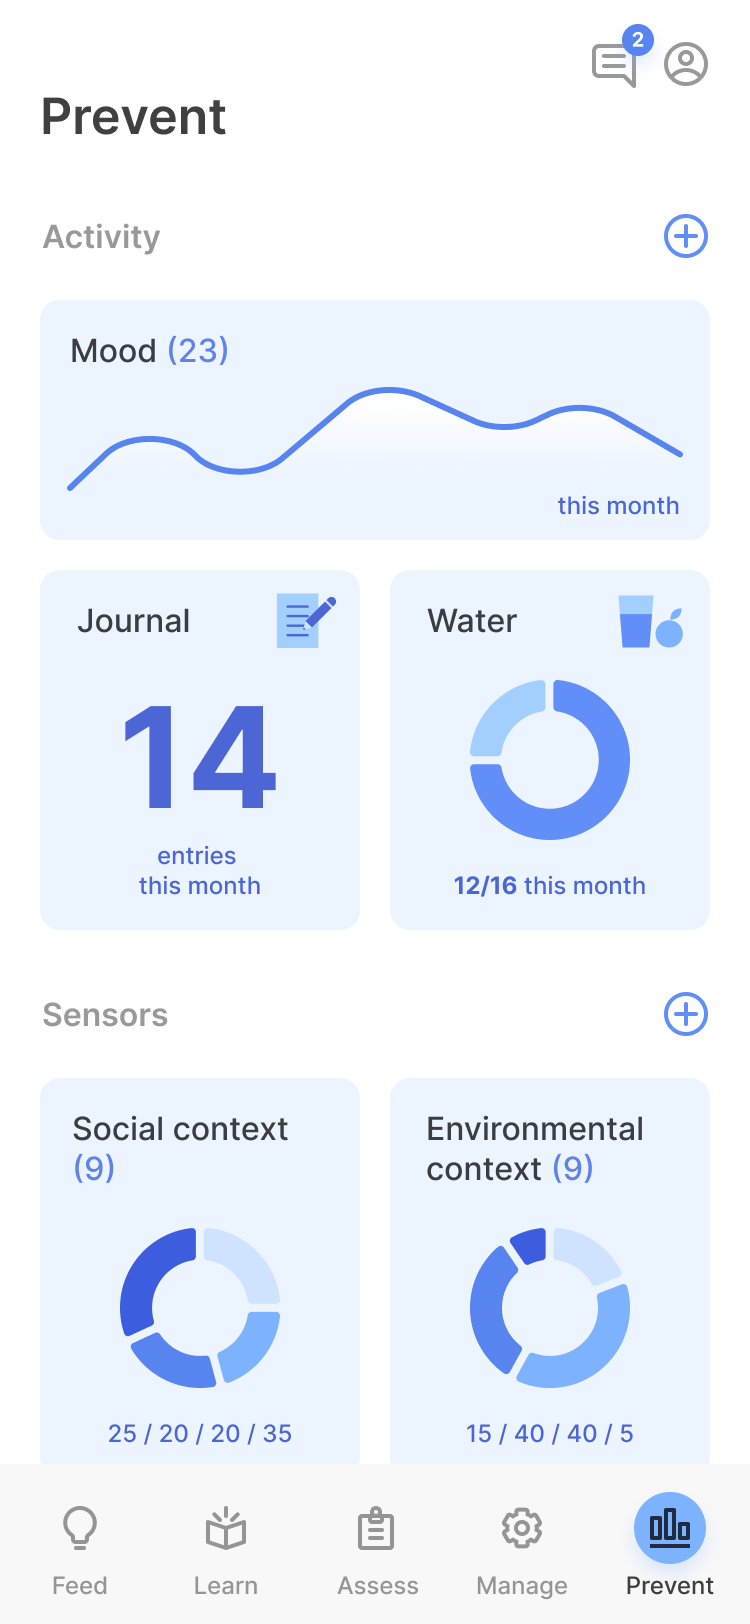 2
Prevent
Activity
Mood (23)
this month
Journal
14
entries
this month
Water
12/16 this month
Sensors
Social context
(9)
25 / 20 / 20 / 35
Environmental
context (9)
15 / 40 / 40 / 5
Feed
Learn
Assess
Manage
Prevent